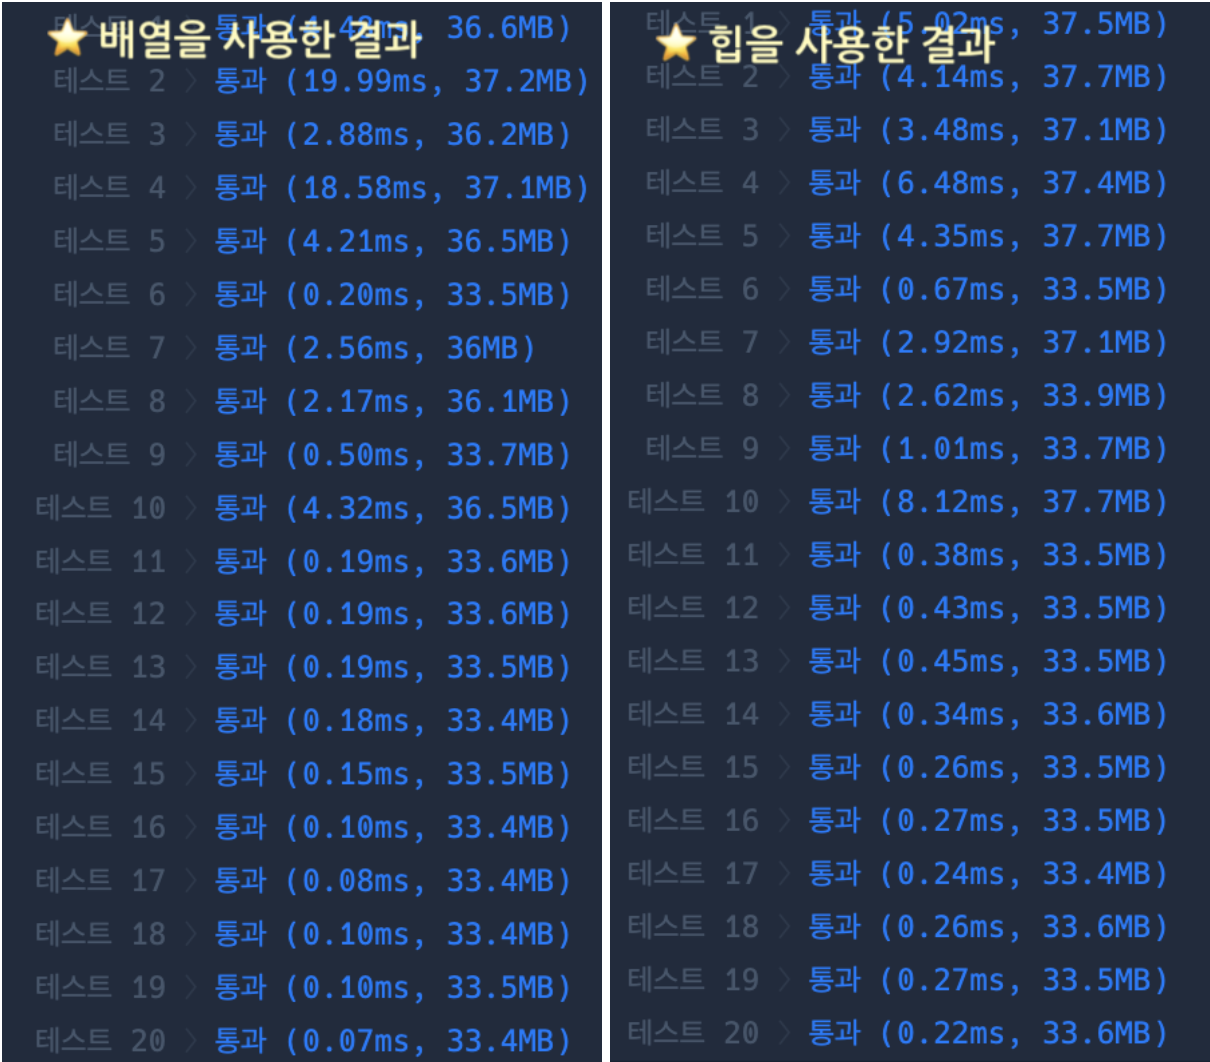 ⭐ 배열을 사용한 결과
테스트 1 〉 통과 (4.43ms, 36.6MB)
테스트 2 〉 통과 (19.99ms, 37.2MB)
테스트 3 〉 통과 (2.88ms, 36.2MB)
테스트 4 〉 통과 (18.58ms, 37.1MB)
테스트 5 〉 통과 (4.21ms, 36.5MB)
테스트 6 〉 통과 (0.20ms, 33.5MB)
테스트 7 〉 통과 (2.56ms, 36MB)
테스트 8 〉 통과 (2.17ms, 36.1MB)
테스트 9 〉 통과 (0.50ms, 33.7MB)
테스트 10 〉 통과 (4.32ms, 36.5MB)
테스트 11 〉 통과 (0.19ms, 33.6MB)
테스트 12 〉 통과 (0.19ms, 33.6MB)
테스트 13 〉 통과 (0.19ms, 33.5MB)
테스트 14 〉 통과 (0.18ms, 33.4MB)
테스트 15 〉 통과 (0.15ms, 33.5MB)
테스트 16 〉 통과 (0.10ms, 33.4MB)
테스트 17 〉 통과 (0.08ms, 33.4MB)
테스트 18 〉 통과 (0.10ms, 33.4MB)
테스트 19 〉 통과 (0.10ms, 33.5MB)
테스트 20 〉 통과 (0.07ms, 33.4MB)
⭐ 힙을 사용한 결과
테스트 1 〉 통과 (5.02ms, 37.5MB)
테스트 2 〉 통과 (4.14ms, 37.7MB)
테스트 3 〉 통과 (3.48ms, 37.1MB)
테스트 4 〉 통과 (6.48ms, 37.4MB)
테스트 5 〉 통과 (4.35ms, 37.7MB)
테스트 6 〉 통과 (0.67ms, 33.5MB)
테스트 7 〉 통과 (2.92ms, 37.1MB)
테스트 8 〉 통과 (2.62ms, 33.9MB)
테스트 9 〉 통과 (1.01ms, 33.7MB)
테스트 10 〉 통과 (8.12ms, 37.7MB)
테스트 11 〉 통과 (0.38ms, 33.5MB)
테스트 12 〉 통과 (0.43ms, 33.5MB)
테스트 13 〉 통과 (0.45ms, 33.5MB)
테스트 14 〉 통과 (0.34ms, 33.6MB)
테스트 15 〉 통과 (0.26ms, 33.5MB)
테스트 16 〉 통과 (0.27ms, 33.5MB)
테스트 17 〉 통과 (0.24ms, 33.4MB)
테스트 18 〉 통과 (0.26ms, 33.6MB)
테스트 19 〉 통과 (0.27ms, 33.5MB)
테스트 20 〉 통과 (0.22ms, 33.6MB)